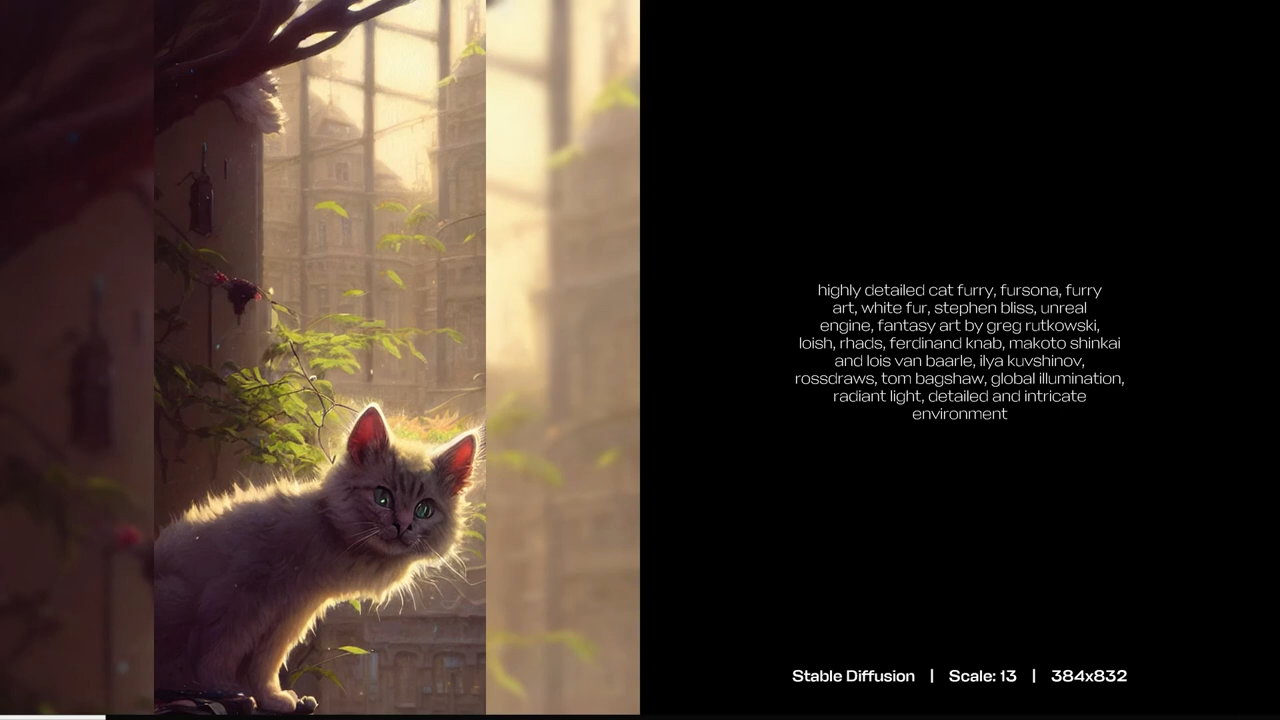 highly detailed cat furry, fursona, furry
art, white fur, stephen bliss, unreal
engine, fantasy art by greg rutkowski,
loish, rhads, ferdinand knab, makoto shinkai
and lois van baarle, ilya kuvshinov,
rossdraws, tom bagshaw, global illumination,
radiant light, detailed and intricate
environment
Stable Diffusion | Scale: 13 | 384x832